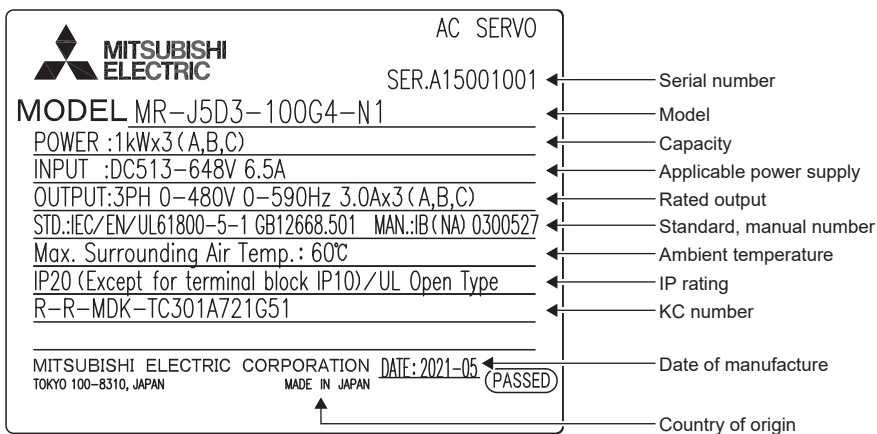 AC SERVO
MITSUBISHI
ELECTRIC
SER.A15001001
Serial number
MODEL MR-J5D3-100G4-N1
Model
POWER :1kWx3(A,B,C)
Capacity
INPUT :DC513-648V 6.5A
Applicable power supply
OUTPUT:3PH 0-480V 0-590Hz 3.0Ax3(A,B,C)
Rated output
STD.:IEC/EN/UL61800-5-1 GB12668.501 MAN.:IB(NA)0300527
Standard, manual number
Max. Surrounding Air Temp.: 60℃
Ambient temperature
IP20(Except for terminal block IP10)/UL Open Type
IP rating
R-R-MDK-TC301A721G51
KC number
MITSUBISHI ELECTRIC CORPORATION DATE:2021-05
Date of manufacture
TOKYO 100-8310, JAPAN MADE IN JAPAN PASSED
Country of origin